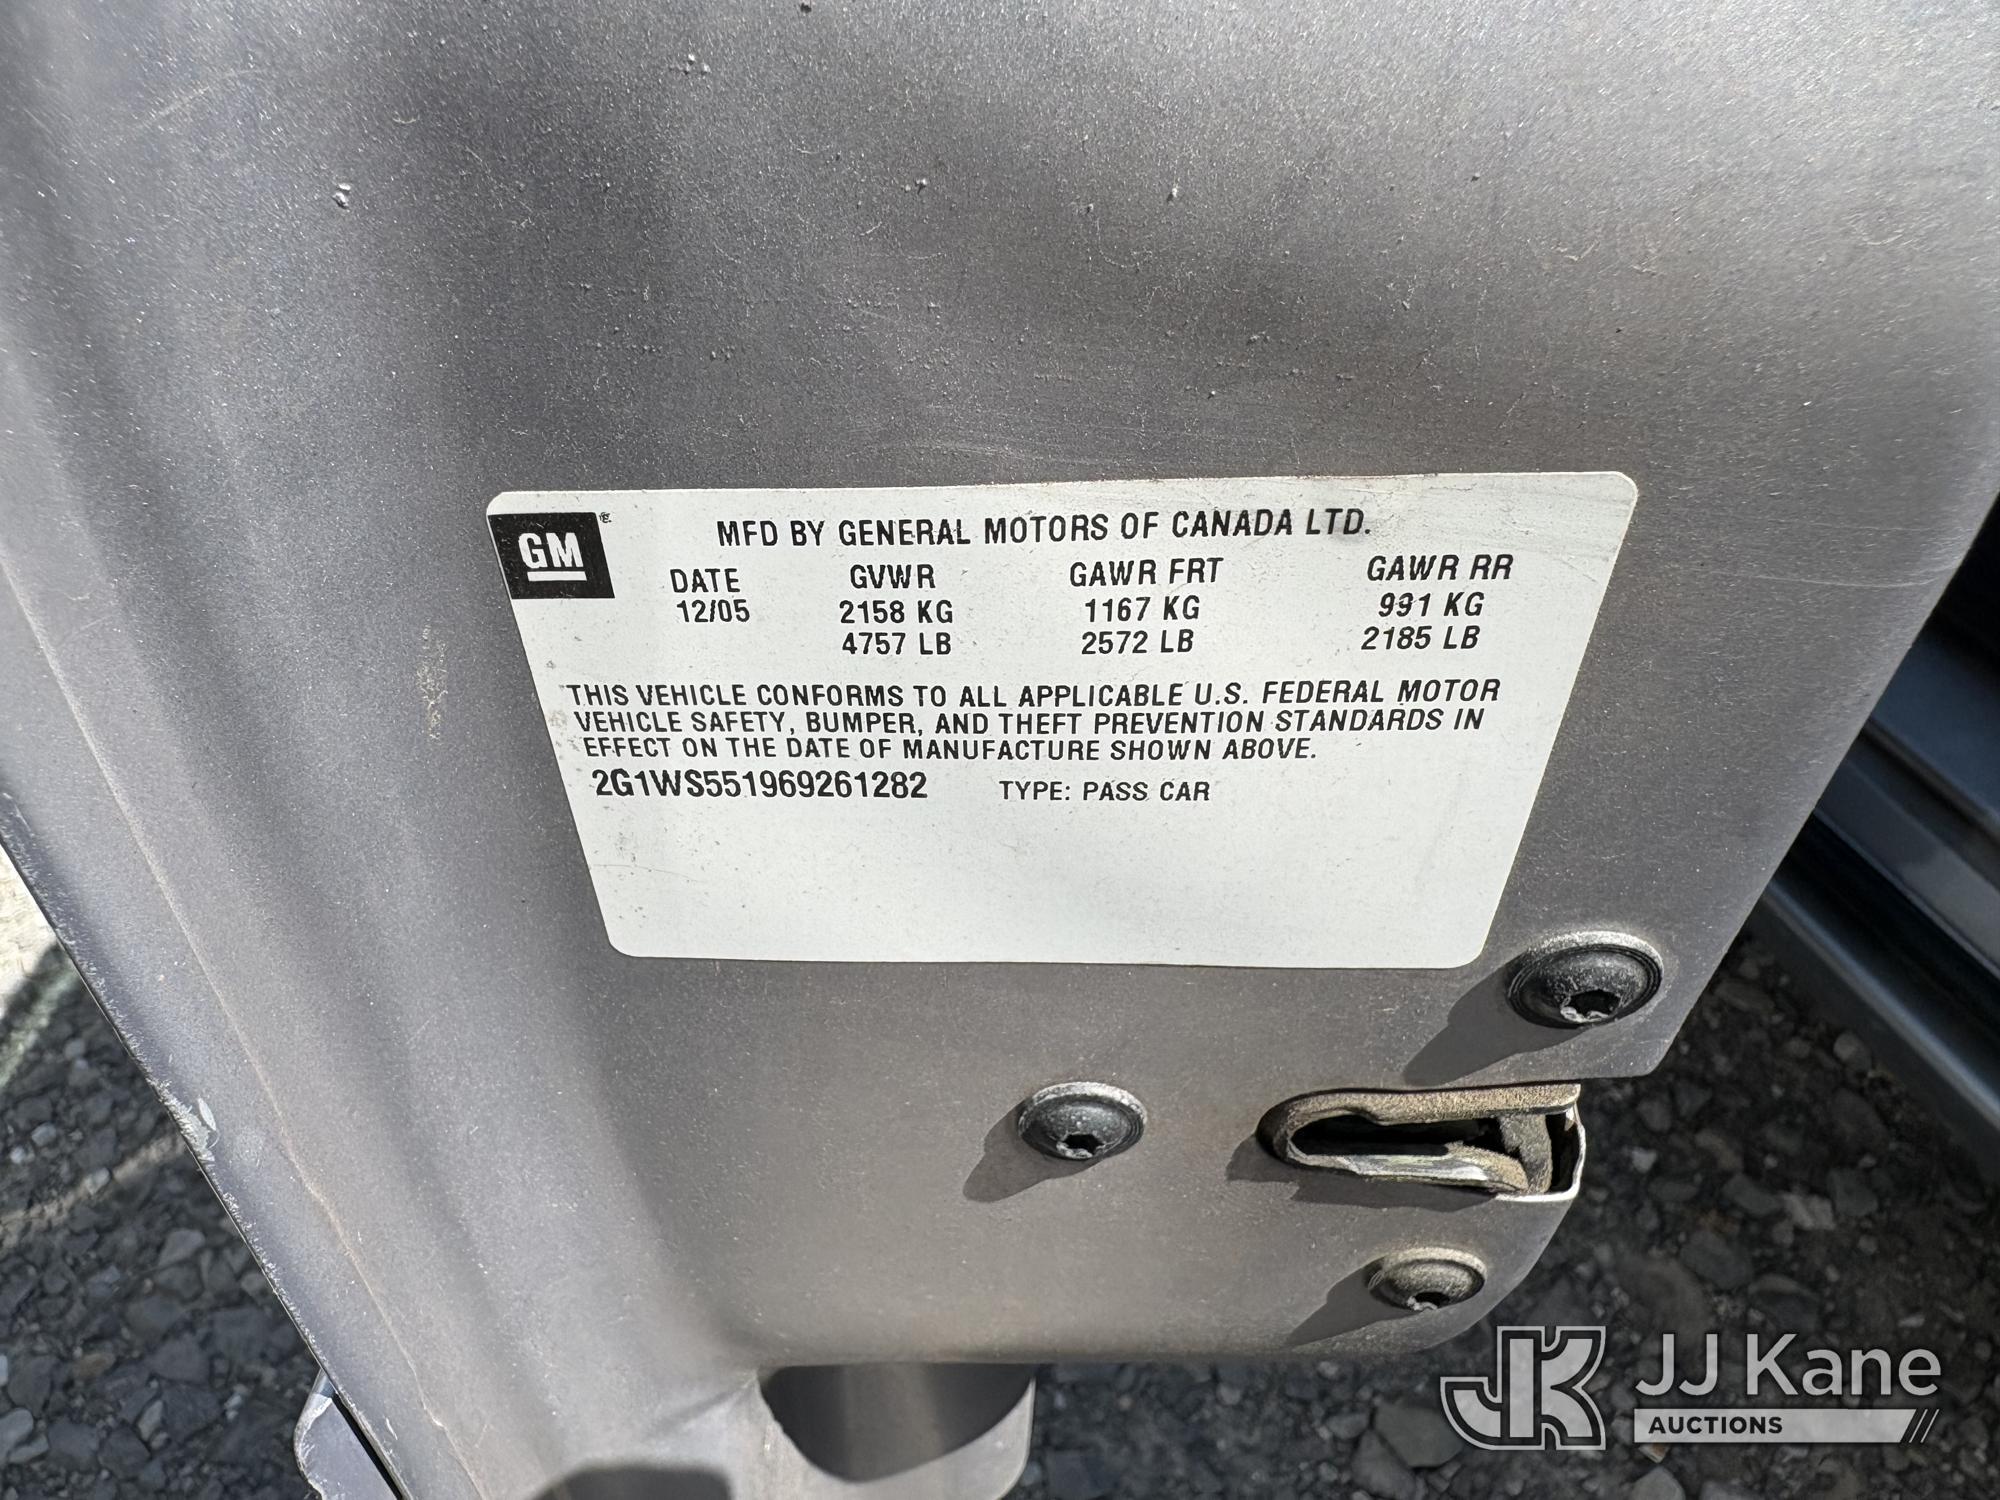 MFD BY GENERAL MOTORS OF CANADA LTD.
GM
DATE GVWR GAWR FRT GAWR RR
12/05 2158 KG 1167 KG 991 KG
4757 LB 2572 LB 2185 LB
THIS VEHICLE CONFORMS TO ALL APPLICABLE U.S. FEDERAL MOTOR
VEHICLE SAFETY, BUMPER, AND THEFT PREVENTION STANDARDS IN
EFFECT ON THE DATE OF MANUFACTURE SHOWN ABOVE.
2G1WS551969261282 TYPE: PASS CAR
JK JJ Kane
AUCTIONS